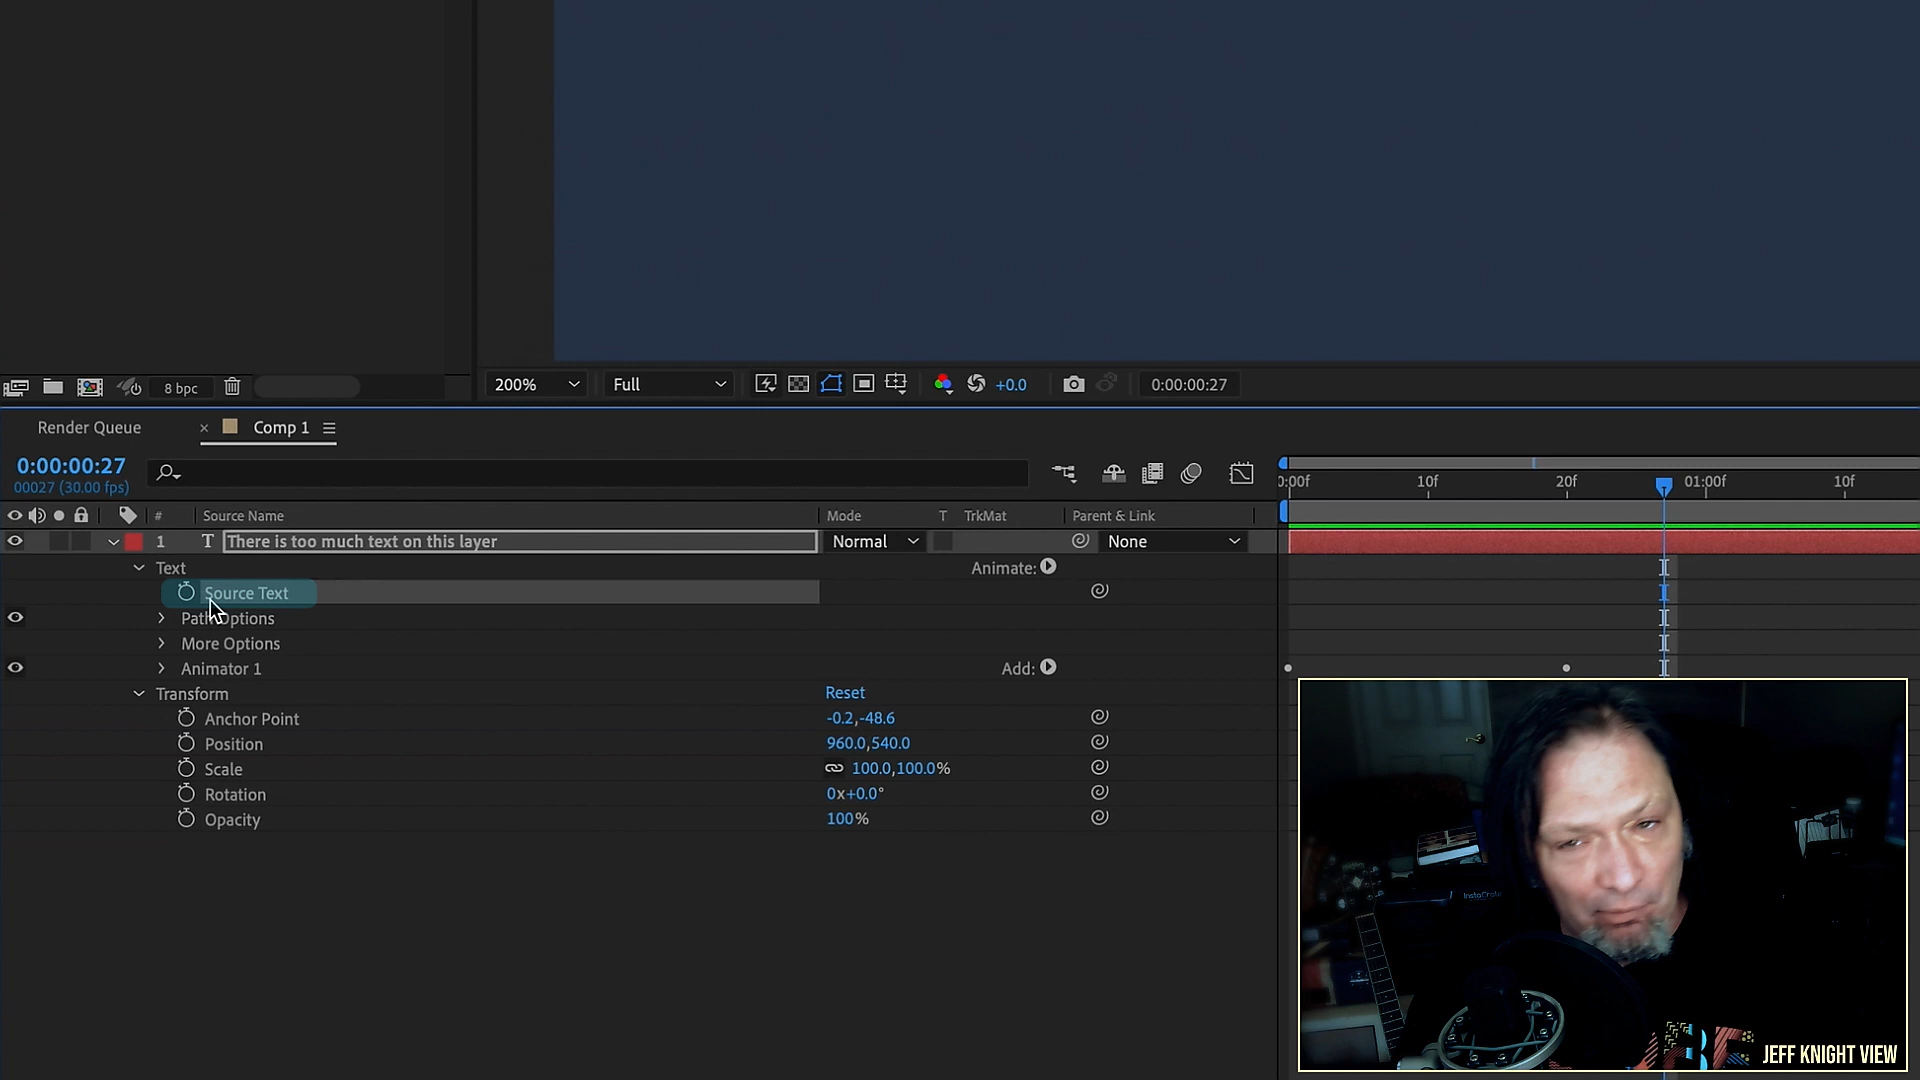 8 bpc
200%
Full
+0.0
0:00:00:27
Render Queue
× Comp 1
0:00:00:27
00027 (30.00 fps)
0:00f 10f 20f 01:00f 10f
# Source Name Mode T TrkMat Parent & Link
1 T There is too much text on this layer Normal None
Text Animate:
Source Text
Path Options
More Options
Animator 1 Add:
Transform Reset
Anchor Point -0.2,-48.6
Position 960.0,540.0
Scale 100.0,100.0%
Rotation 0x+0.0°
Opacity 100%
JEFF KNIGHT VIEW